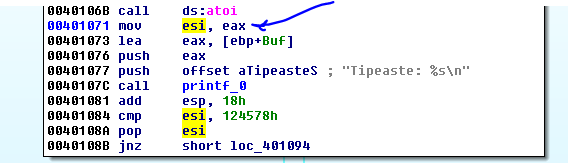 0040106B call    ds:atoi
00401071 mov     esi, eax
00401073 lea     eax, [ebp+Buf]
00401076 push    eax
00401077 push    offset aTipeasteS ; "Tipeaste: %s\n"
0040107C call    printf_0
00401081 add     esp, 18h
00401084 cmp     esi, 124578h
0040108A pop     esi
0040108B jnz     short loc_401094